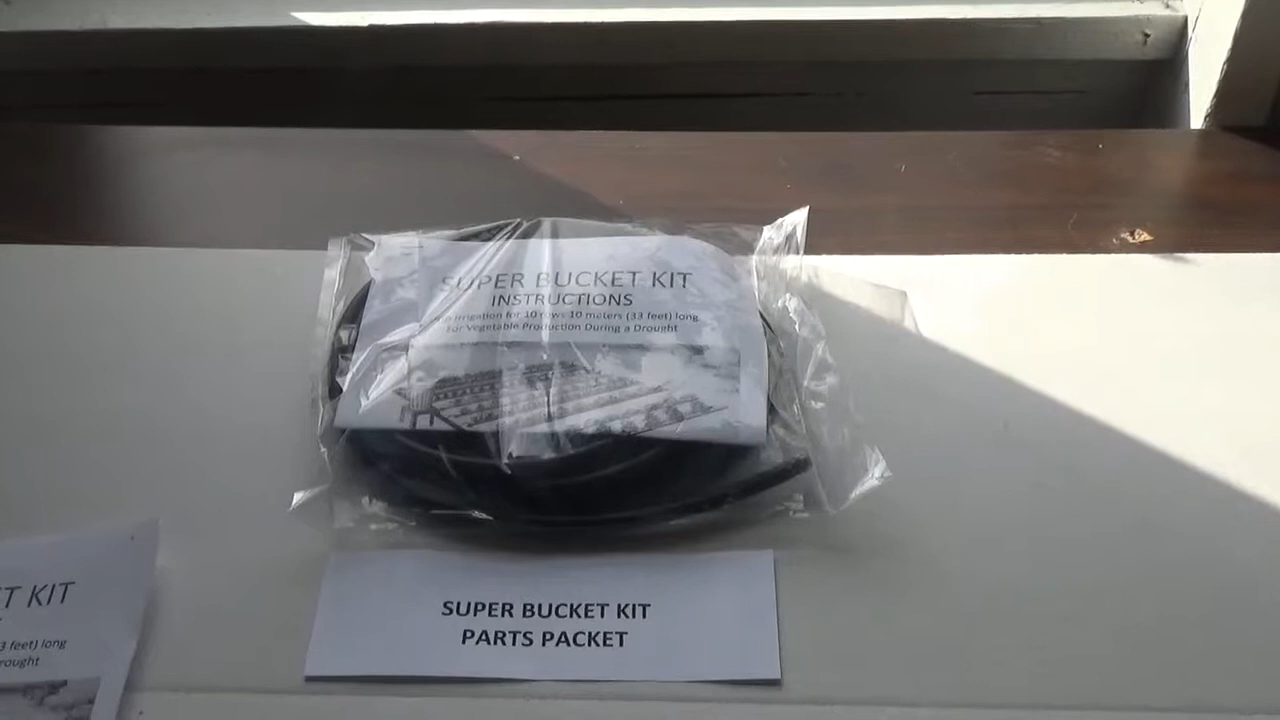 SUPER BUCKET KIT
INSTRUCTIONS
Irrigation for 10 rows 10 meters (33 feet) long
For Vegetable Production During a Drought
SUPER BUCKET KIT
PARTS PACKET
T KIT
3 feet) long
rought